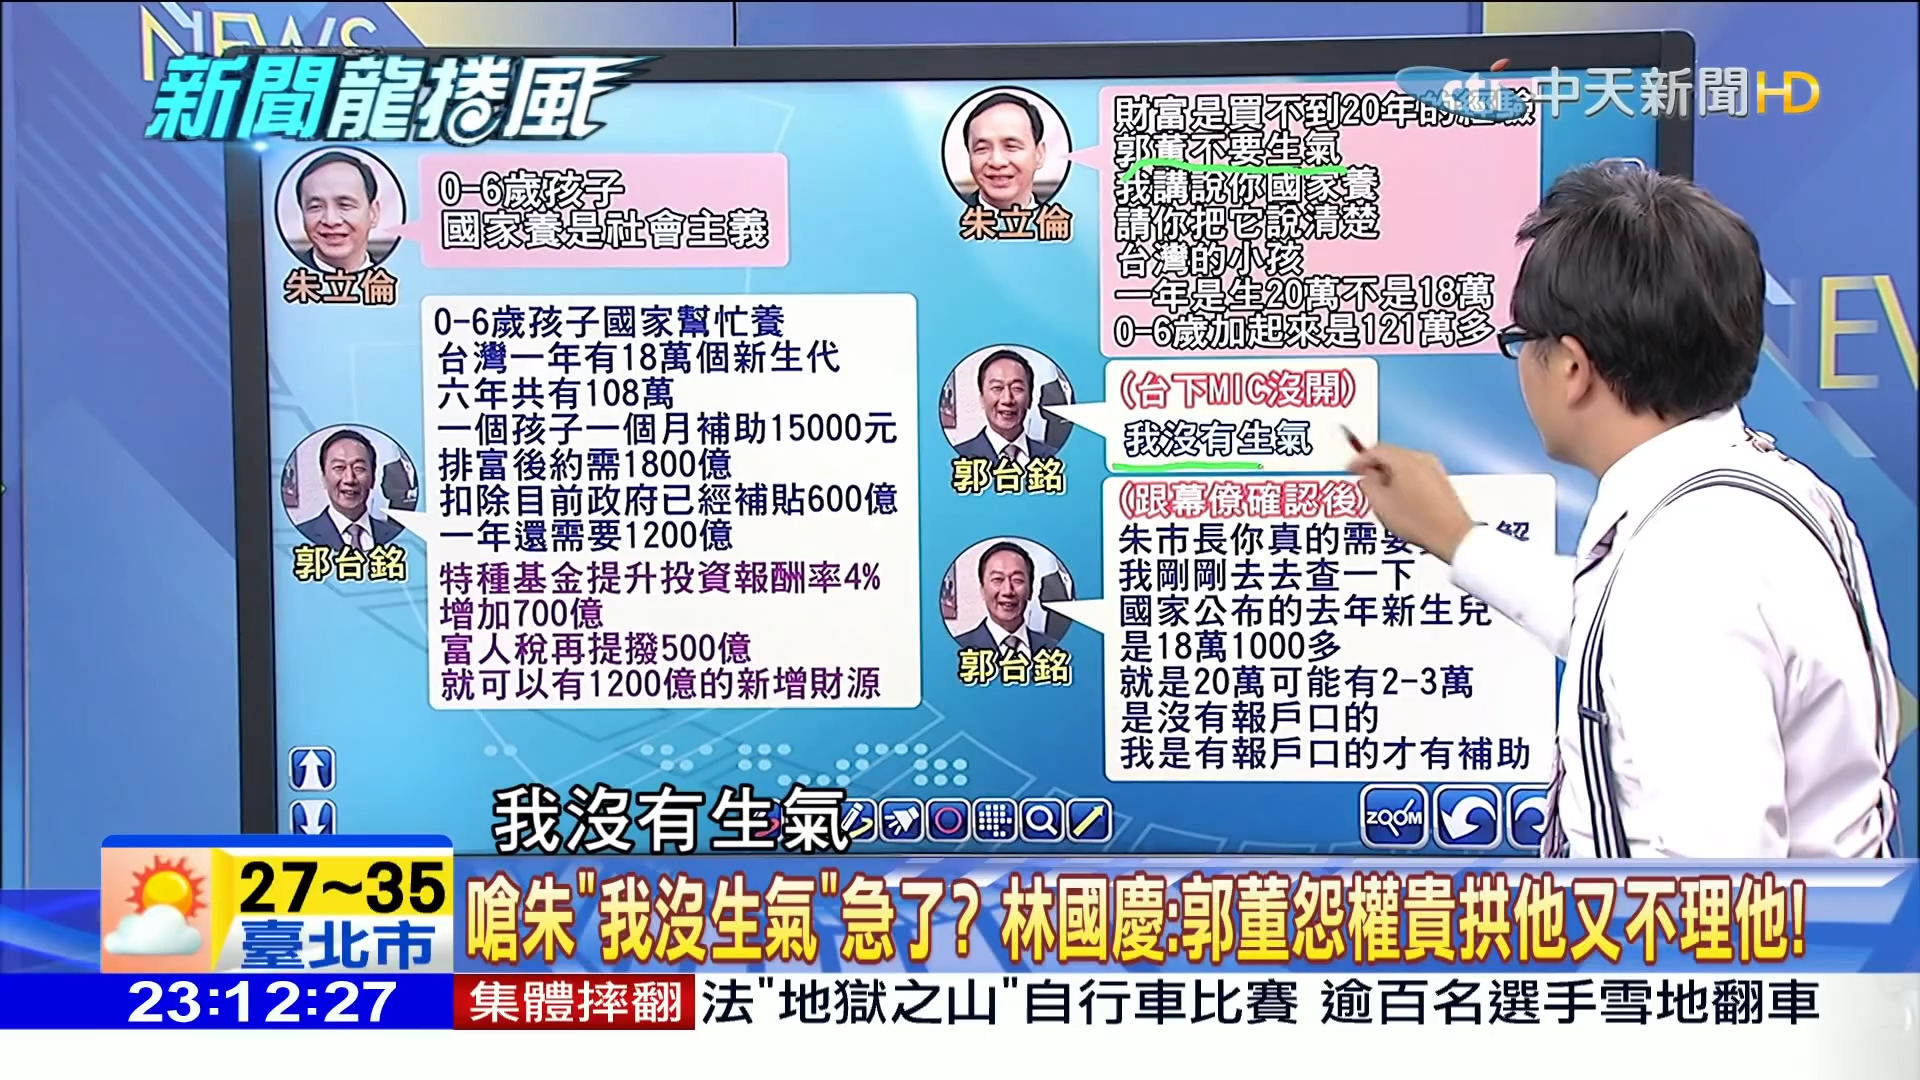 NEWS
新聞龍捲風
中天新聞HD
0-6歲孩子
國家養是社會主義
朱立倫
0-6歲孩子國家幫忙養
台灣一年有18萬個新生代
六年共有108萬
一個孩子一個月補助15000元
排富後約需1800億
扣除目前政府已經補貼600億
一年還需要1200億
特種基金提升投資報酬率4%
增加700億
富人稅再提撥500億
就可以有1200億的新增財源
郭台銘
財富是買不到20年的經驗
郭董不要生氣
我講說你國家養
請你把它說清楚
台灣的小孩
一年是生20萬不是18萬
0-6歲加起來是121萬多
朱立倫
(台下MIC沒開)
我沒有生氣
郭台銘
(跟幕僚確認後)
朱市長你真的需要
解
我剛剛去去查一下
國家公布的去年新生兒
是18萬1000多
就是20萬可能有2-3萬
是沒有報戶口的
我是有報戶口的才有補助
郭台銘
ZOOM
NEW
我沒有生氣
27~35
臺北市
嗆朱"我沒生氣"急了? 林國慶:郭董怨權貴拱他又不理他!
23:12:27
集體摔翻 法"地獄之山"自行車比賽 逾百名選手雪地翻車